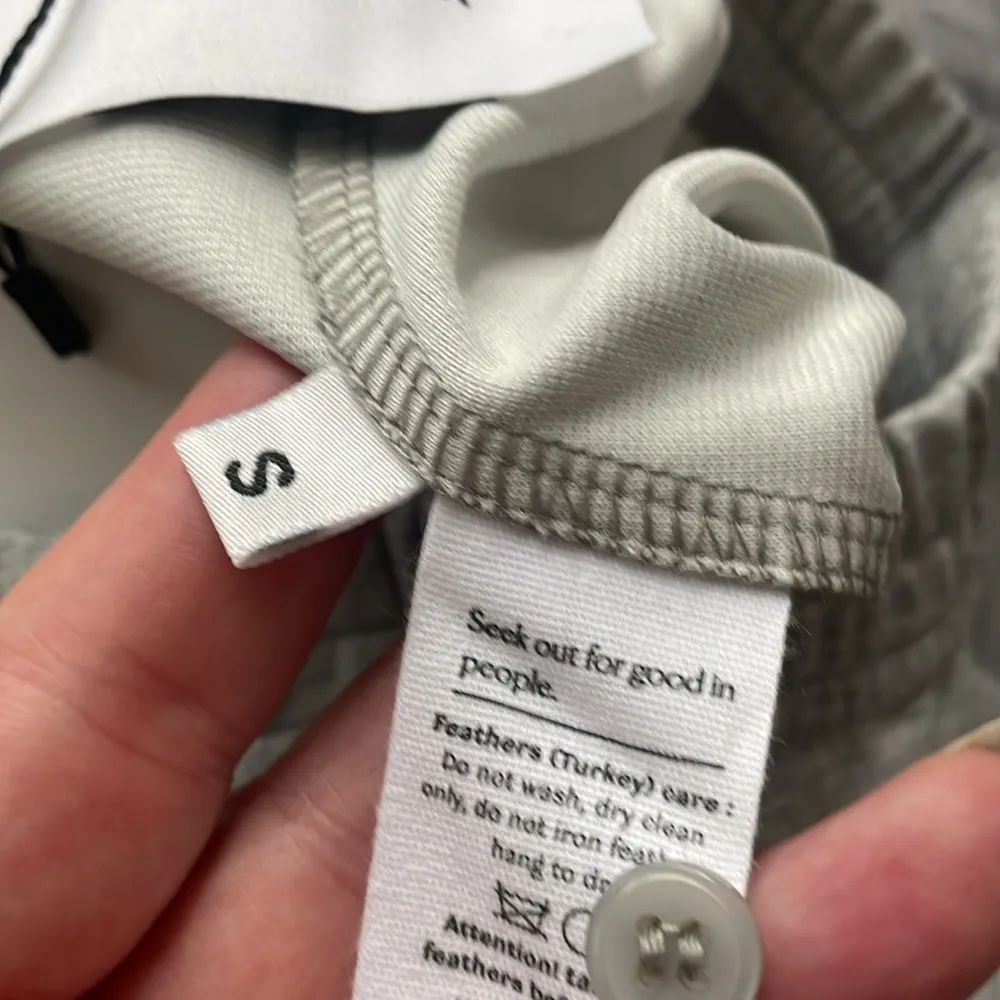 S
Seek out for good in
people.
Feathers (Turkey) care :
Do not wash, dry clean
only, do not iron
hang to
Attention!
feathers